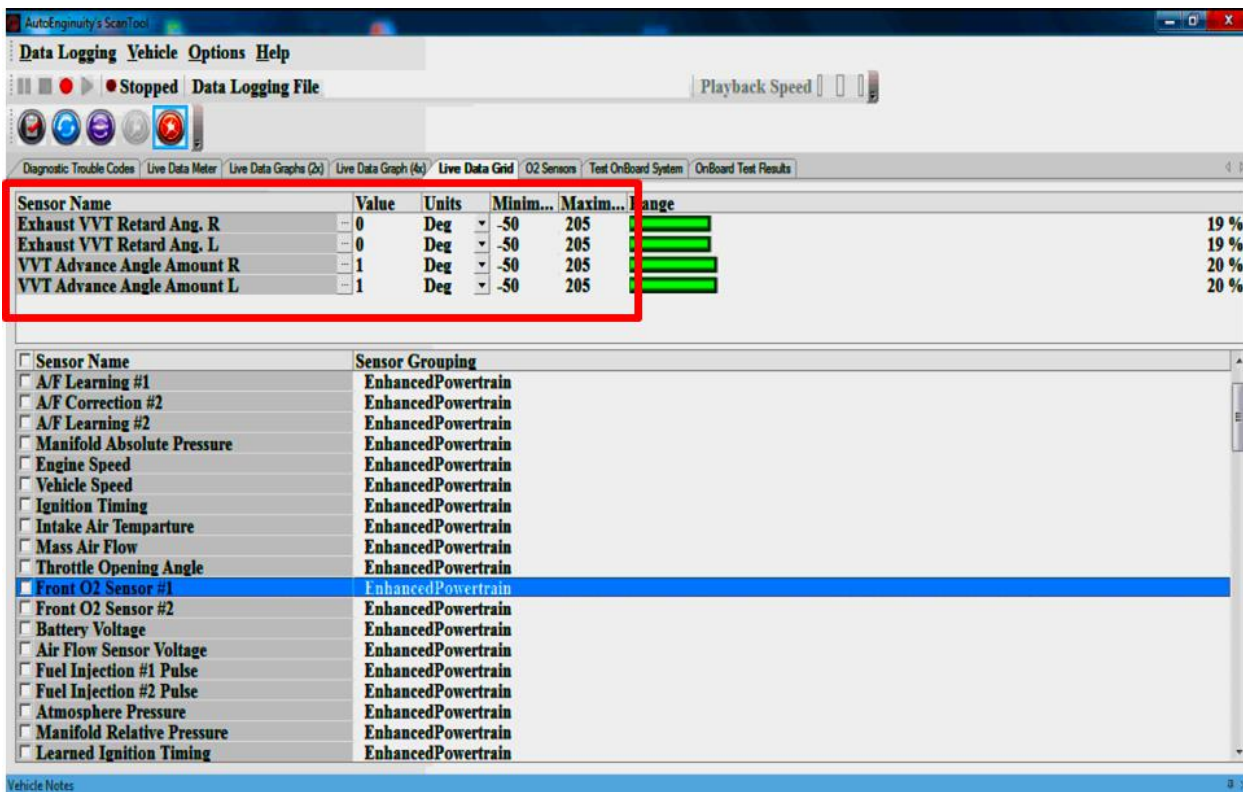 AutoEnginuity's ScanTool
Data Logging Vehicle Options Help
Stopped Data Logging File Playback Speed
Diagnostic Trouble Codes Live Data Meter Live Data Graphs (2x) Live Data Graph (4x) Live Data Grid O2 Sensors Test OnBoard System OnBoard Test Results
Sensor Name Value Units Minim... Maxim... Range
Exhaust VVT Retard Ang. R ... 0 Deg -50 205 19 %
Exhaust VVT Retard Ang. L ... 0 Deg -50 205 19 %
VVT Advance Angle Amount R ... 1 Deg -50 205 20 %
VVT Advance Angle Amount L ... 1 Deg -50 205 20 %
Sensor Name Sensor Grouping
A/F Learning #1 EnhancedPowertrain
A/F Correction #2 EnhancedPowertrain
A/F Learning #2 EnhancedPowertrain
Manifold Absolute Pressure EnhancedPowertrain
Engine Speed EnhancedPowertrain
Vehicle Speed EnhancedPowertrain
Ignition Timing EnhancedPowertrain
Intake Air Temparture EnhancedPowertrain
Mass Air Flow EnhancedPowertrain
Throttle Opening Angle EnhancedPowertrain
Front O2 Sensor #1 EnhancedPowertrain
Front O2 Sensor #2 EnhancedPowertrain
Battery Voltage EnhancedPowertrain
Air Flow Sensor Voltage EnhancedPowertrain
Fuel Injection #1 Pulse EnhancedPowertrain
Fuel Injection #2 Pulse EnhancedPowertrain
Atmosphere Pressure EnhancedPowertrain
Manifold Relative Pressure EnhancedPowertrain
Learned Ignition Timing EnhancedPowertrain
Vehicle Notes